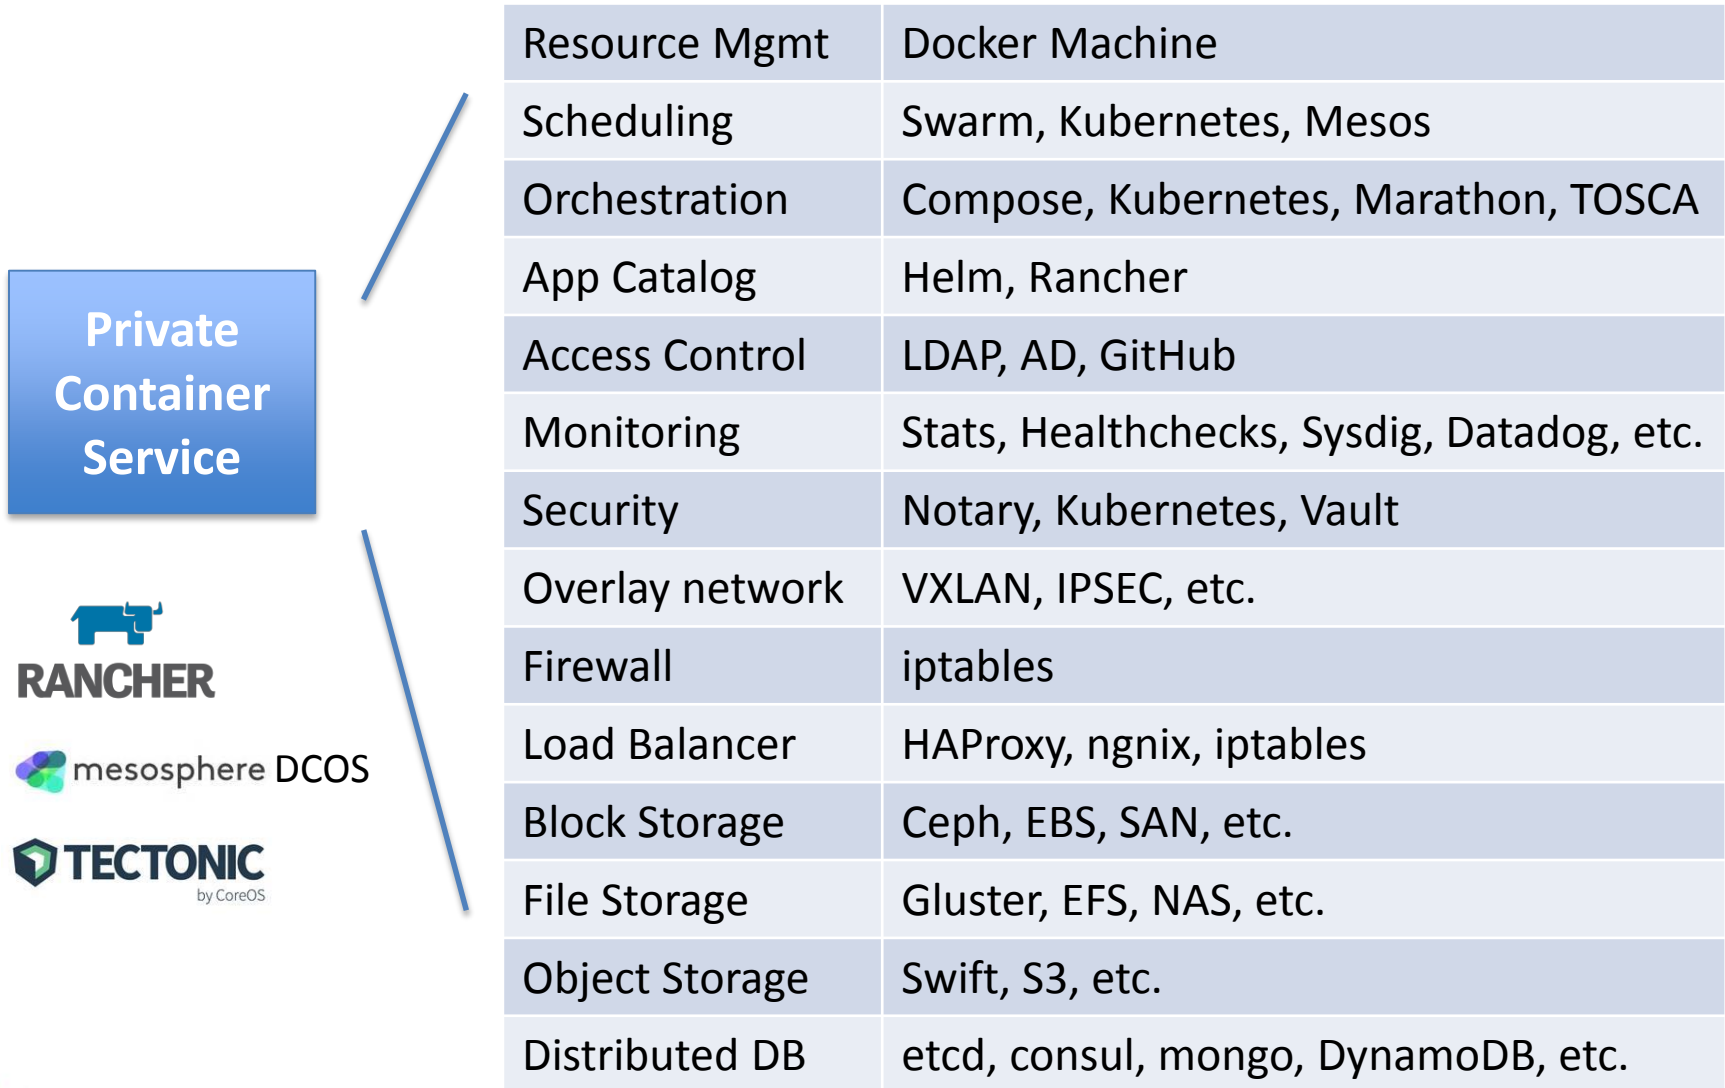 Private
Container
Service
RANCHER
mesosphere DCOS
TECTONIC
by CoreOS
Resource Mgmt Docker Machine
Scheduling Swarm, Kubernetes, Mesos
Orchestration Compose, Kubernetes, Marathon, TOSCA
App Catalog Helm, Rancher
Access Control LDAP, AD, GitHub
Monitoring Stats, Healthchecks, Sysdig, Datadog, etc.
Security Notary, Kubernetes, Vault
Overlay network VXLAN, IPSEC, etc.
Firewall iptables
Load Balancer HAProxy, ngnix, iptables
Block Storage Ceph, EBS, SAN, etc.
File Storage Gluster, EFS, NAS, etc.
Object Storage Swift, S3, etc.
Distributed DB etcd, consul, mongo, DynamoDB, etc.